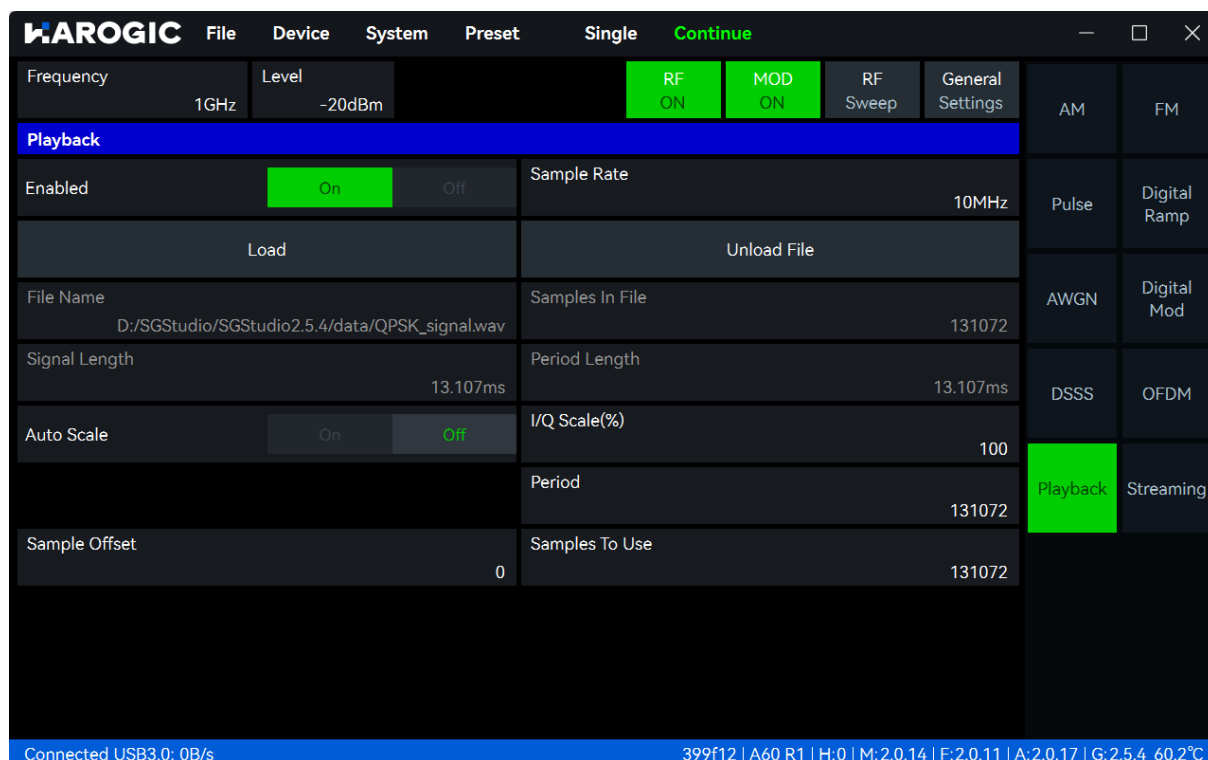 HAROGIC File Device System Preset Single Continue
Frequency
1GHz
Level
-20dBm
RF
ON
MOD
ON
RF
Sweep
General
Settings
AM
FM
Playback
Enabled
On
Off
Sample Rate
10MHz
Pulse
Digital
Ramp
Load
Unload File
File Name
D:/SGStudio/SGStudio2.5.4/data/QPSK_signal.wav
Samples In File
131072
AWGN
Digital
Mod
Signal Length
13.107ms
Period Length
13.107ms
DSSS
OFDM
Auto Scale
On
Off
I/Q Scale(%)
100
Period
131072
Playback
Streaming
Sample Offset
0
Samples To Use
131072
Connected USB3.0: 0B/s
399f12 | A60 R1 | H:0 | M:2.0.14 | F:2.0.11 | A:2.0.17 | G:2.5.4 60.2°C